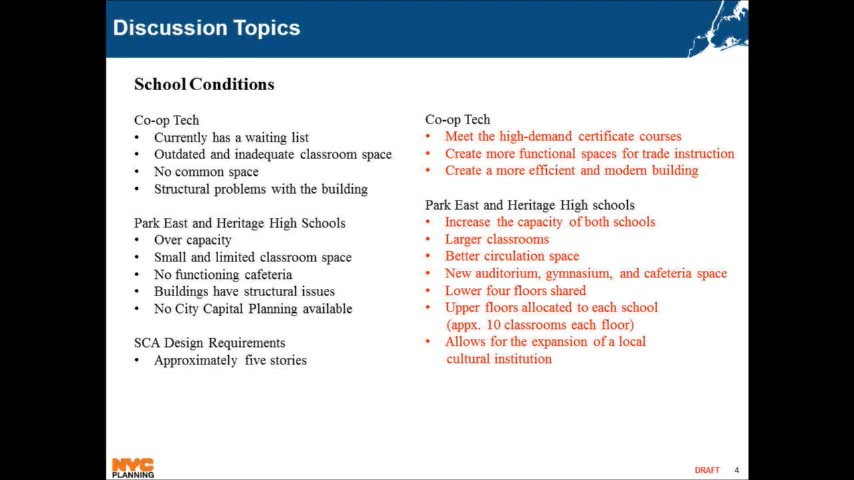 Discussion Topics
School Conditions
Co-op Tech
• Currently has a waiting list
• Outdated and inadequate classroom space
• No common space
• Structural problems with the building
Park East and Heritage High Schools
• Over capacity
• Small and limited classroom space
• No functioning cafeteria
• Buildings have structural issues
• No City Capital Planning available
SCA Design Requirements
• Approximately five stories
Co-op Tech
• Meet the high-demand certificate courses
• Create more functional spaces for trade instruction
• Create a more efficient and modern building
Park East and Heritage High schools
• Increase the capacity of both schools
• Larger classrooms
• Better circulation space
• New auditorium, gymnasium, and cafeteria space
• Lower four floors shared
• Upper floors allocated to each school
(appx. 10 classrooms each floor)
• Allows for the expansion of a local
cultural institution
NYC
PLANNING
DRAFT 4